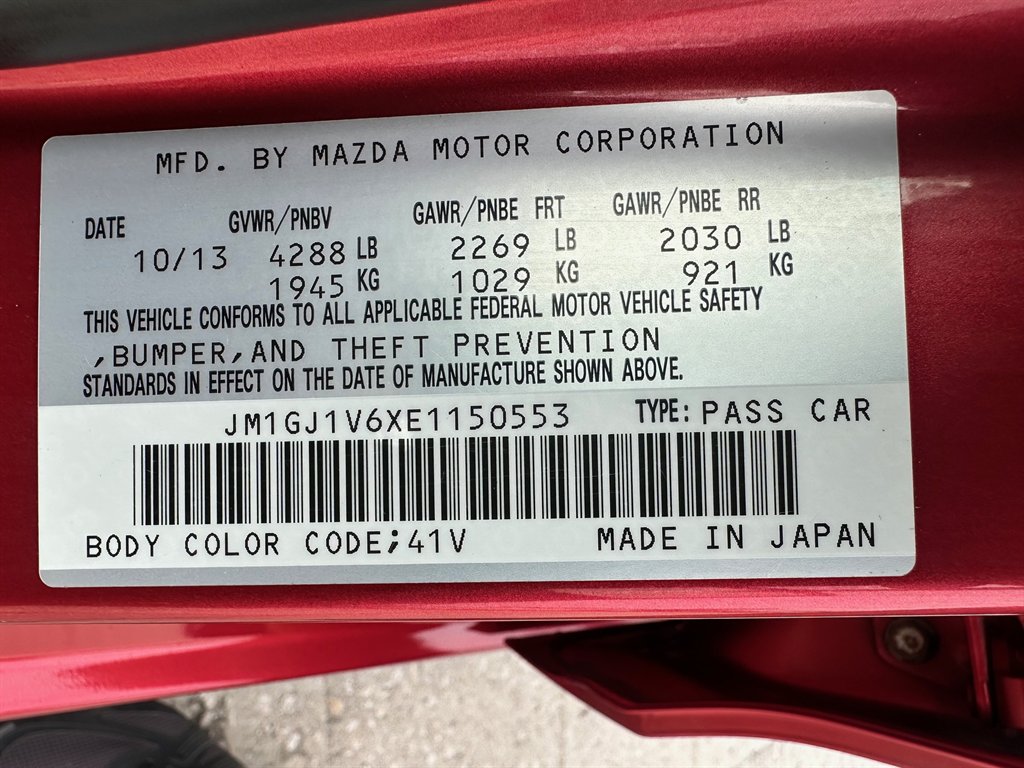 MFD. BY MAZDA MOTOR CORPORATION
DATE GVWR/PNBV GAWR/PNBE FRT GAWR/PNBE RR
10/13 4288 LB 2269 LB 2030 LB
1945 KG 1029 KG 921 KG
THIS VEHICLE CONFORMS TO ALL APPLICABLE FEDERAL MOTOR VEHICLE SAFETY
,BUMPER,AND THEFT PREVENTION
STANDARDS IN EFFECT ON THE DATE OF MANUFACTURE SHOWN ABOVE.
JM1GJ1V6XE1150553 TYPE: PASS CAR
BODY COLOR CODE;41V MADE IN JAPAN